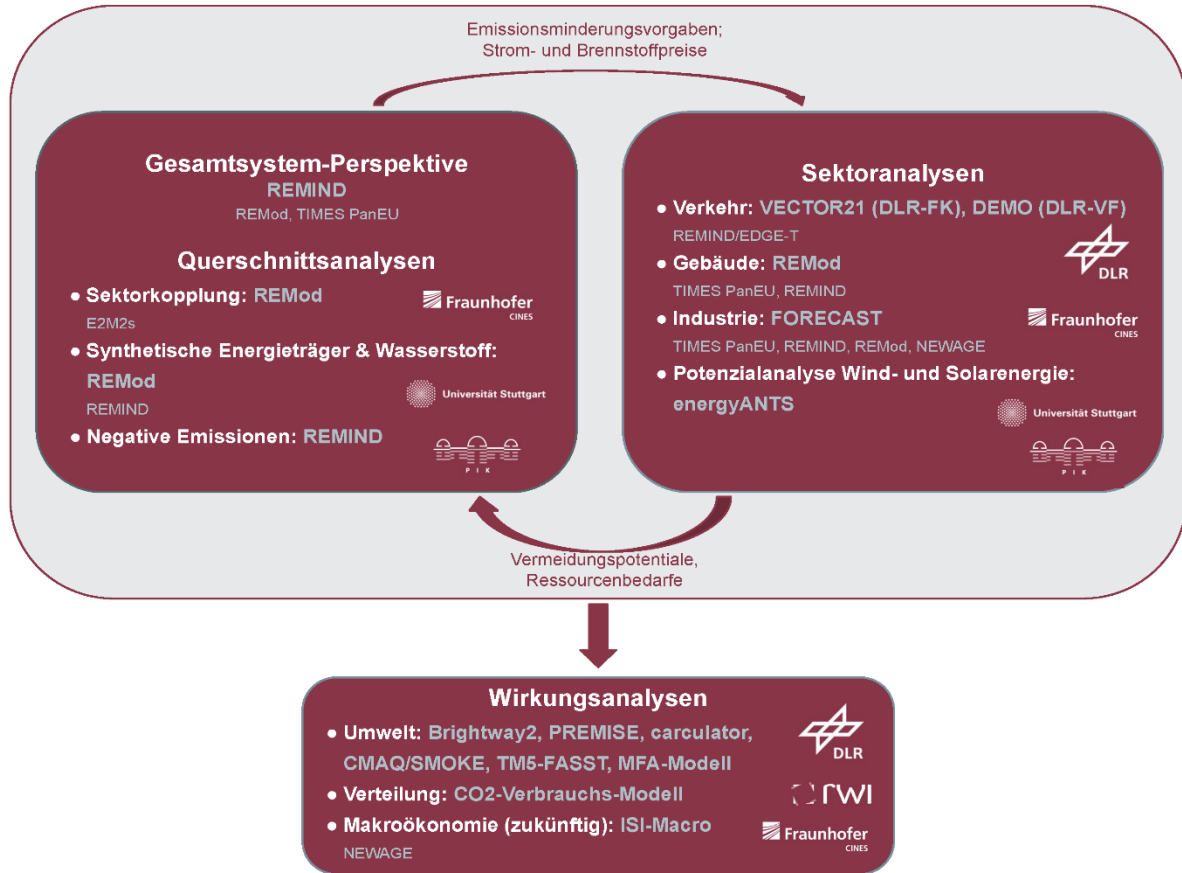 Emissionsminderungsvorgaben;
Strom- und Brennstoffpreise
Gesamtsystem-Perspektive
REMIND
REMod, TIMES PanEU
Querschnittsanalysen
● Sektorkopplung: REMod
E2M2s
Fraunhofer
CINES
● Synthetische Energieträger & Wasserstoff:
REMod
REMIND
Universität Stuttgart
● Negative Emissionen: REMIND
PIK
Sektoranalysen
● Verkehr: VECTOR21 (DLR-FK), DEMO (DLR-VF)
REMIND/EDGE-T
DLR
● Gebäude: REMod
TIMES PanEU, REMIND
● Industrie: FORECAST
TIMES PanEU, REMIND, REMod, NEWAGE
Fraunhofer
CINES
● Potenzialanalyse Wind- und Solarenergie:
energyANTS
Universität Stuttgart
PIK
Vermeidungspotentiale,
Ressourcenbedarfe
Wirkungsanalysen
● Umwelt: Brightway2, PREMISE, carculator,
CMAQ/SMOKE, TM5-FASST, MFA-Modell
DLR
● Verteilung: CO2-Verbrauchs-Modell
rwi
● Makroökonomie (zukünftig): ISI-Macro
NEWAGE
Fraunhofer
CINES